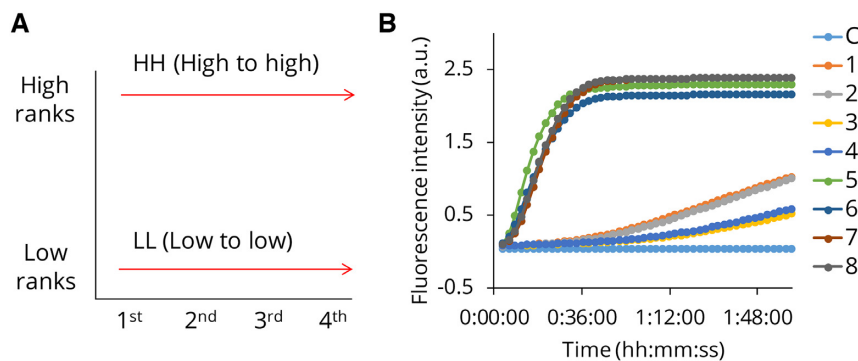 A
High
ranks
HH (High to high)
LL (Low to low)
Low
ranks
1st
2nd
3rd
4th
B
Fluorescence intensity (a.u.)
2.5
1.5
0.5
-0.5
0:00:00
0:36:00
1:12:00
1:48:00
Time (hh:mm:ss)
C
1
2
3
4
5
6
7
8